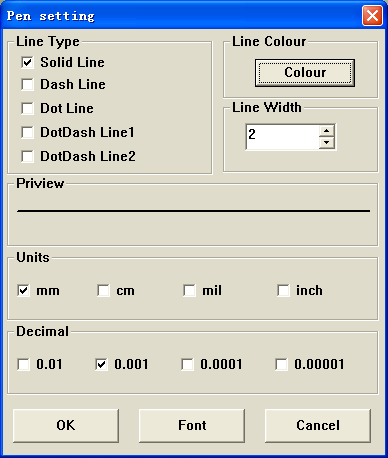 Pen setting
Line Type
Solid Line
Dash Line
Dot Line
DotDash Line1
DotDash Line2
Line Colour
Colour
Line Width
2
Priview
Units
mm
cm
mil
inch
Decimal
0.01
0.001
0.0001
0.00001
OK
Font
Cancel